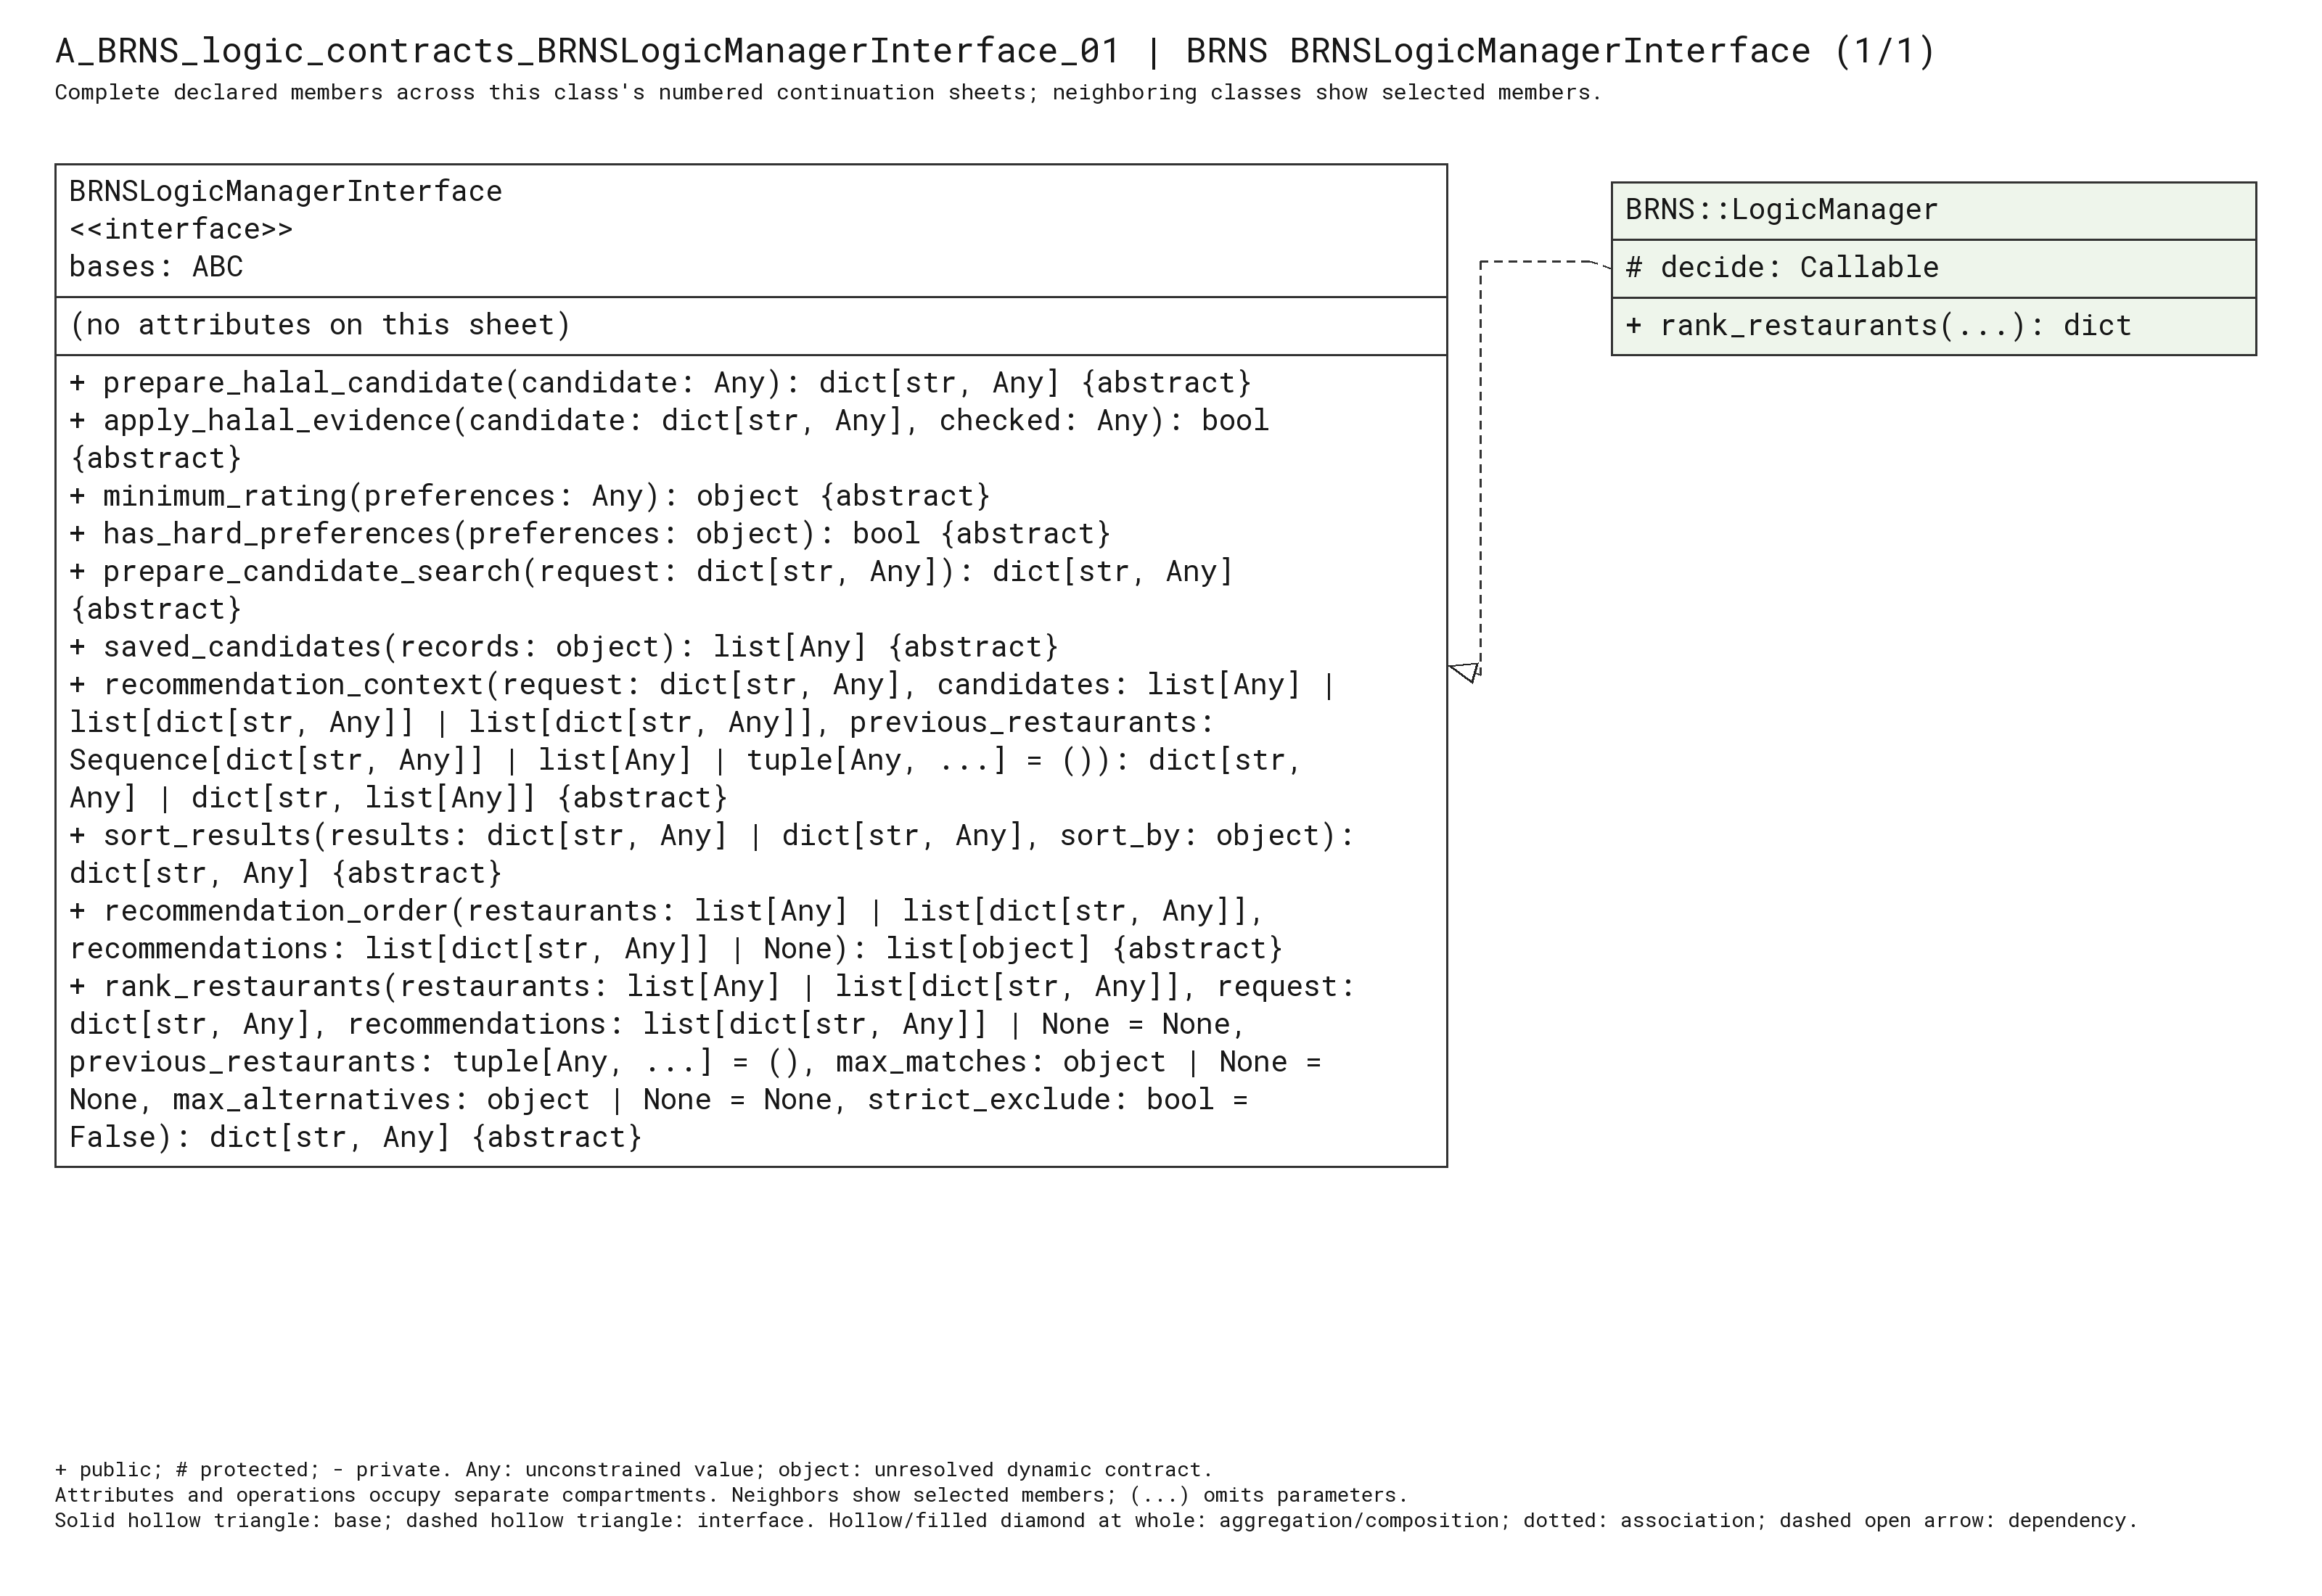 A_BRNS_logic_contracts_BRNSLogicManagerInterface_01 | BRNS BRNSLogicManagerInterface (1/1)
Complete declared members across this class's numbered continuation sheets; neighboring classes show selected members.
BRNSLogicManagerInterface
<<interface>>
bases: ABC
(no attributes on this sheet)
+ prepare_halal_candidate(candidate: Any): dict[str, Any] {abstract}
+ apply_halal_evidence(candidate: dict[str, Any], checked: Any): bool
{abstract}
+ minimum_rating(preferences: Any): object {abstract}
+ has_hard_preferences(preferences: object): bool {abstract}
+ prepare_candidate_search(request: dict[str, Any]): dict[str, Any]
{abstract}
+ saved_candidates(records: object): list[Any] {abstract}
+ recommendation_context(request: dict[str, Any], candidates: list[Any] |
list[dict[str, Any]] | list[dict[str, Any]], previous_restaurants:
Sequence[dict[str, Any]] | list[Any] | tuple[Any, ...] = ()): dict[str,
Any] | dict[str, list[Any]] {abstract}
+ sort_results(results: dict[str, Any] | dict[str, Any], sort_by: object):
dict[str, Any] {abstract}
+ recommendation_order(restaurants: list[Any] | list[dict[str, Any]],
recommendations: list[dict[str, Any]] | None): list[object] {abstract}
+ rank_restaurants(restaurants: list[Any] | list[dict[str, Any]], request:
dict[str, Any], recommendations: list[dict[str, Any]] | None = None,
previous_restaurants: tuple[Any, ...] = (), max_matches: object | None =
None, max_alternatives: object | None = None, strict_exclude: bool =
False): dict[str, Any] {abstract}
BRNS::LogicManager
# decide: Callable
+ rank_restaurants(...): dict
+ public; # protected; - private. Any: unconstrained value; object: unresolved dynamic contract.
Attributes and operations occupy separate compartments. Neighbors show selected members; (...) omits parameters.
Solid hollow triangle: base; dashed hollow triangle: interface. Hollow/filled diamond at whole: aggregation/composition; dotted: association; dashed open arrow: dependency.